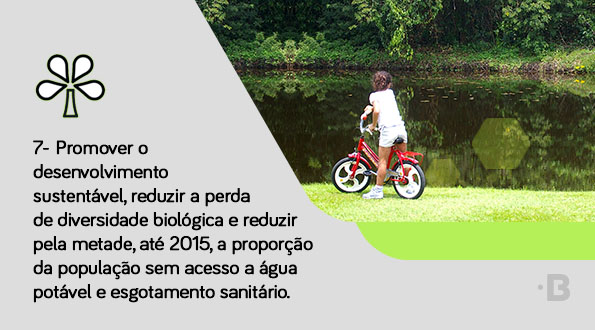 7- Promover o
desenvolvimento
sustentável, reduzir a perda
de diversidade biológica e reduzir
pela metade, até 2015, a proporção
da população sem acesso a água
potável e esgotamento sanitário.
·B